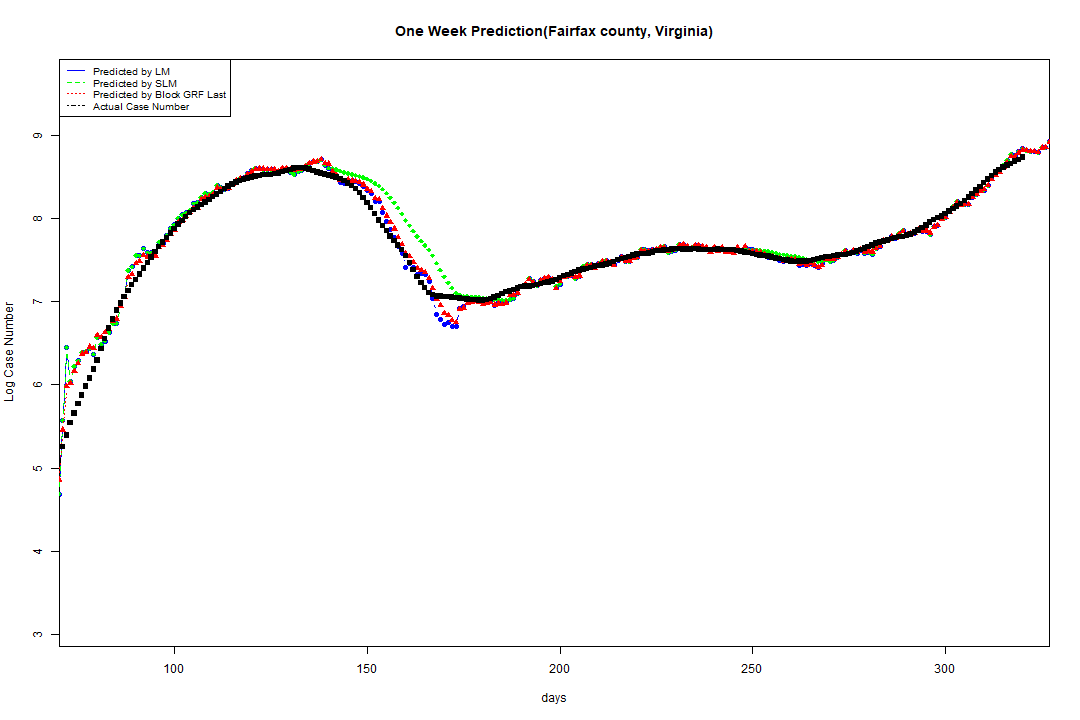 One Week Prediction(Fairfax county, Virginia)
Predicted by LM
Predicted by SLM
Predicted by Block GRF Last
Actual Case Number
9
8
7
6
5
4
3
Log Case Number
100 150 200 250 300
days